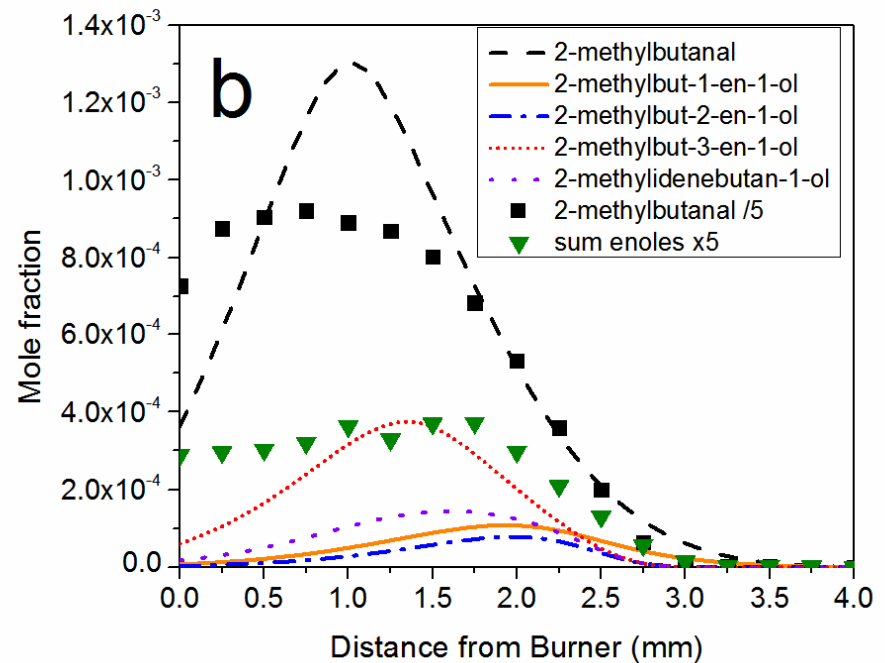 1.4x10⁻³
1.2x10⁻³
1.0x10⁻³
8.0x10⁻⁴
6.0x10⁻⁴
4.0x10⁻⁴
2.0x10⁻⁴
0.0
Mole fraction
b
2-methylbutanal
2-methylbut-1-en-1-ol
2-methylbut-2-en-1-ol
2-methylbut-3-en-1-ol
2-methylidenebutan-1-ol
2-methylbutanal /5
sum enoles x5
0.0 0.5 1.0 1.5 2.0 2.5 3.0 3.5 4.0
Distance from Burner (mm)